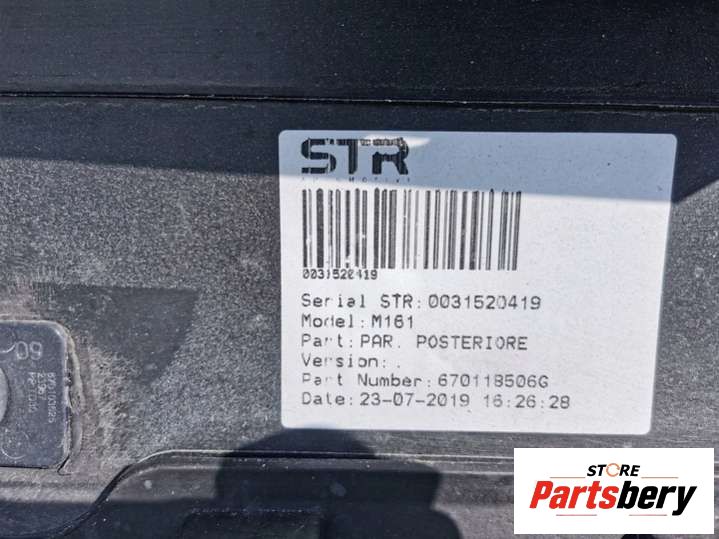 STR
0031520419
Serial STR: 0031520419
Model: M161
Part: PAR. POSTERIORE
Version: .
Part Number: 670118506G
Date: 23-07-2019 16:26:28
60
STORE
Partsbery